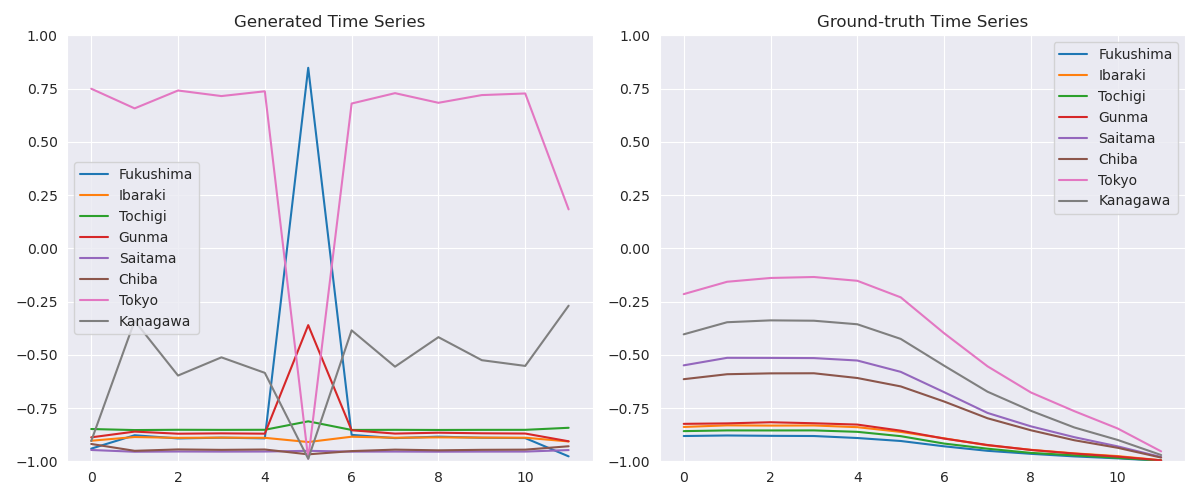 Generated Time Series
1.00
0.75
0.50
0.25
0.00
−0.25
−0.50
−0.75
−1.00
0 2 4 6 8 10
Fukushima
Ibaraki
Tochigi
Gunma
Saitama
Chiba
Tokyo
Kanagawa
Ground-truth Time Series
1.00
0.75
0.50
0.25
0.00
−0.25
−0.50
−0.75
−1.00
0 2 4 6 8 10
Fukushima
Ibaraki
Tochigi
Gunma
Saitama
Chiba
Tokyo
Kanagawa